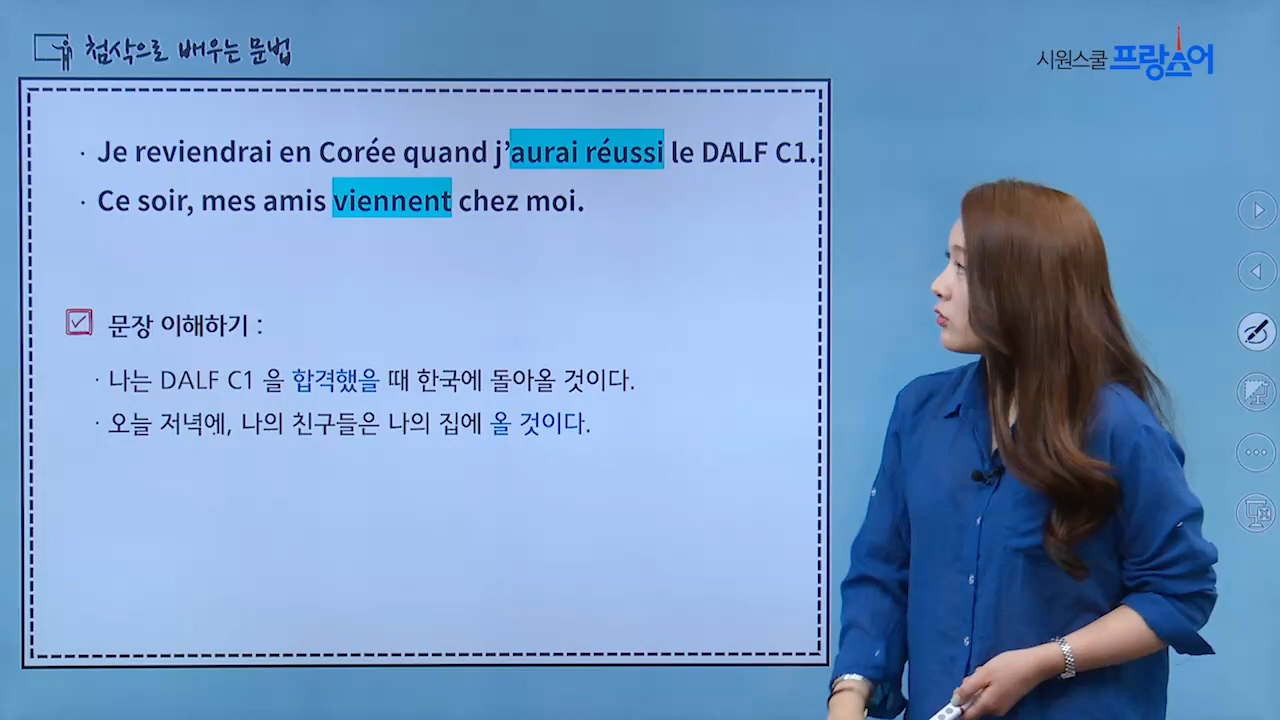 첨삭으로 배우는 문법
시원스쿨 프랑스어
· Je reviendrai en Corée quand j’aurai réussi le DALF C1.
· Ce soir, mes amis viennent chez moi.
문장 이해하기 :
· 나는 DALF C1 을 합격했을 때 한국에 돌아올 것이다.
· 오늘 저녁에, 나의 친구들은 나의 집에 올 것이다.